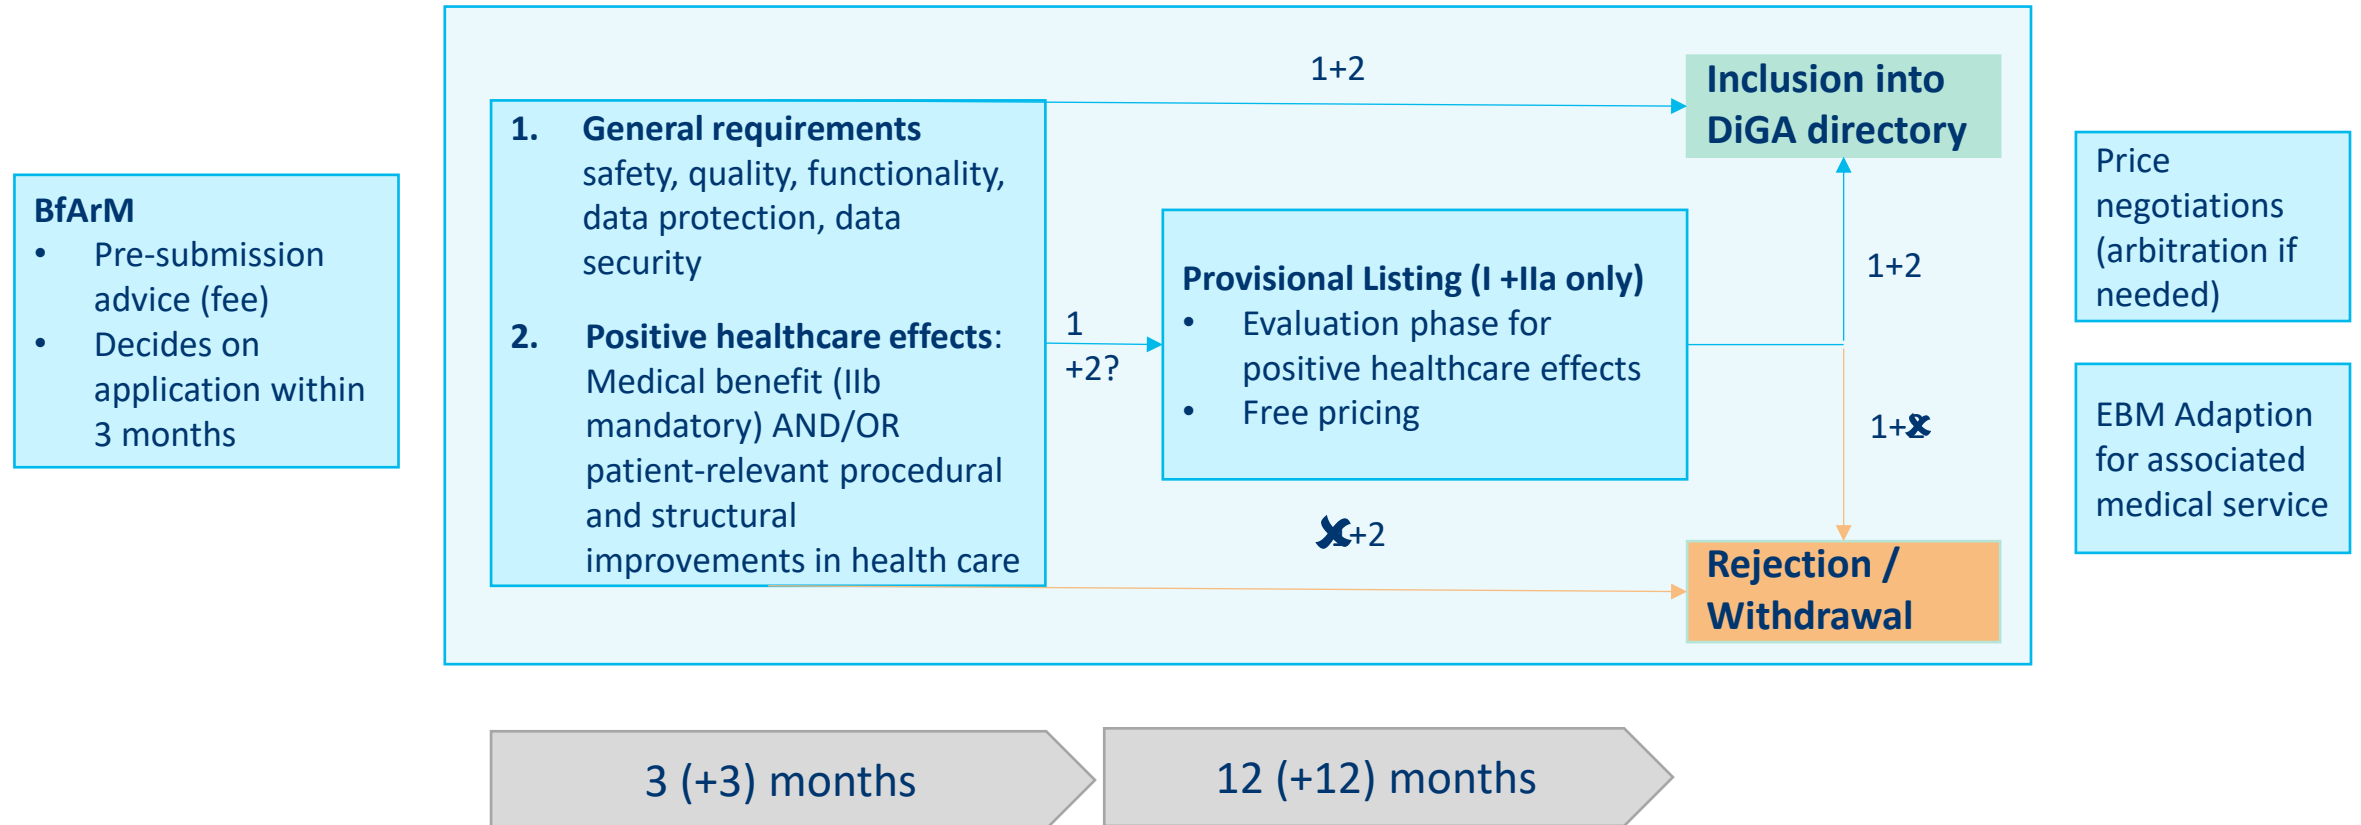 BfArM
• Pre-submission
advice (fee)
• Decides on
application within
3 months
1. General requirements
safety, quality, functionality,
data protection, data
security
2. Positive healthcare effects:
Medical benefit (IIb
mandatory) AND/OR
patient-relevant procedural
and structural
improvements in health care
1+2
1
+2?
Provisional Listing (I +IIa only)
• Evaluation phase for
positive healthcare effects
• Free pricing
+2
Inclusion into
DiGA directory
1+2
1+
Rejection /
Withdrawal
Price
negotiations
(arbitration if
needed)
EBM Adaption
for associated
medical service
3 (+3) months
12 (+12) months